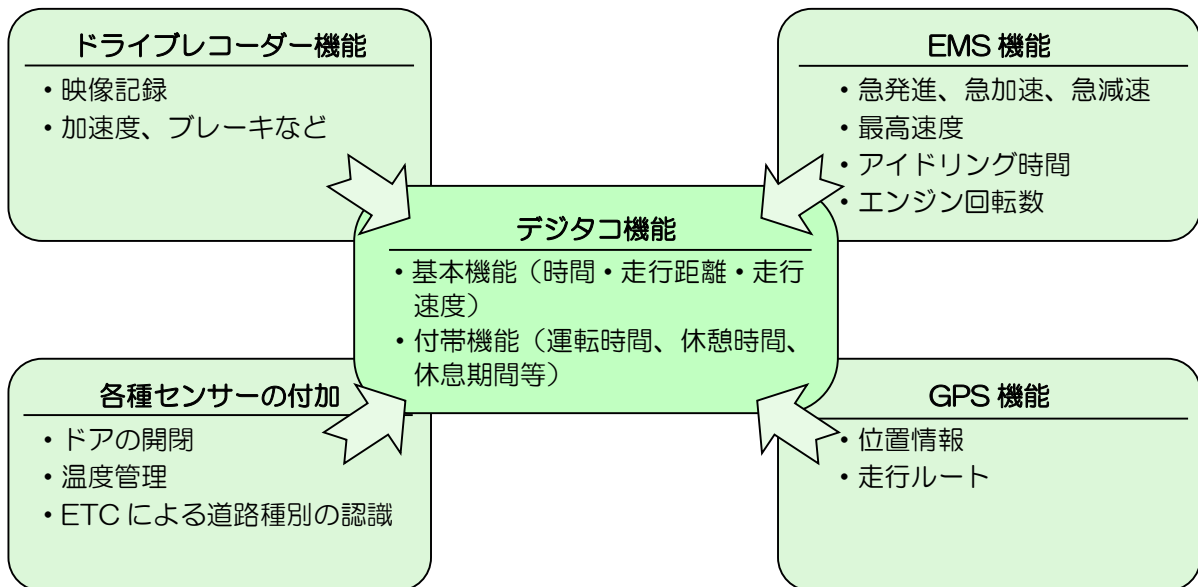 ドライブレコーダー機能
・映像記録
・加速度、ブレーキなど
EMS 機能
・急発進、急加速、急減速
・最高速度
・アイドリング時間
・エンジン回転数
デジタコ機能
・基本機能（時間・走行距離・走行
速度）
・付帯機能（運転時間、休憩時間、
休息期間等）
各種センサーの付加
・ドアの開閉
・温度管理
・ETC による道路種別の認識
GPS 機能
・位置情報
・走行ルート